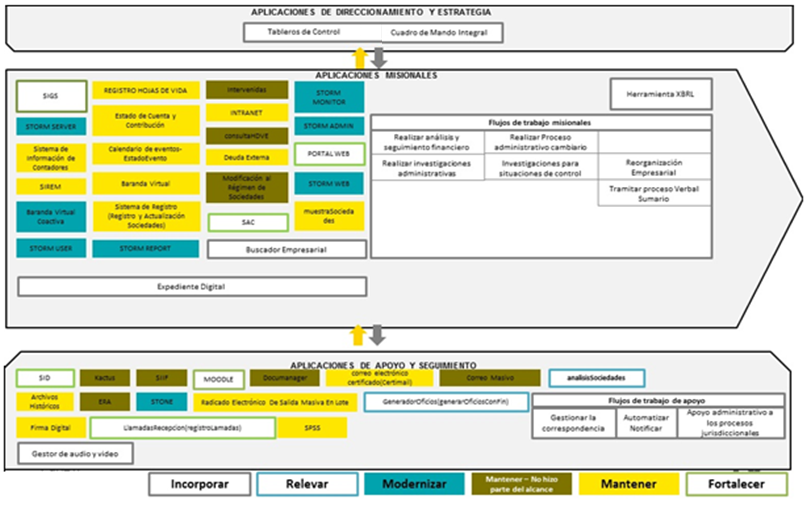 APLICACIONES DE DIRECCIONAMIENTO Y ESTRATEGIA
Tableros de Control
Cuadro de Mando Integral
APLICACIONES MISIONALES
SIGS
STORM SERVER
Sistema de
información de
Contadores
SIREM
Baranda Virtual
Coactiva
STORM USER
REGISTRO HOJAS DE VIDA
Estado de Cuenta y
Contribución
Calendario de eventos-
EstadoEvento
Baranda Virtual
Sistema de Registro
(Registro y Actualización
Sociedades)
STORM REPORT
Intervenidas
INTRANET
Deuda Externa
Modificación al
Régimen de
Sociedades
SAC
Buscador Empresarial
STORM
MONITOR
STORM ADMIN
PORTAL WEB
STORM WEB
muestraSocieda
des
Expediente Digital
Herramienta XBRL
Flujos de trabajo misionales
Realizar análisis y
seguimiento financiero
Realizar Proceso
administrativo cambiario
Realizar investigaciones
administrativas
Investigaciones para
situaciones de control
Reorganización
Empresarial
Tramitar proceso Verbal
Sumario
APLICACIONES DE APOYO Y SEGUIMIENTO
SID
Kactus
SIIF
MOODLE
Documanager
correo electrónico
certificado(Certimail)
Correo Masivo
analisisSociedades
Archivos
Históricos
ERA
STONE
Radicado Electrónico De Salida Masiva En Lote
GeneradorOficios(generarOficiosConFin)
Firma Digital
LlamadasRecepcion(registroLlamadas)
SPSS
Gestor de audio y video
Flujos de trabajo de apoyo
Gestionar la
correspondencia
Automatizar
Notificar
Apoyo administrativo a
los procesos
jurisdiccionales
Incorporar
Relevar
Modernizar
Mantener – No hizo
parte del alcance
Mantener
Fortalecer